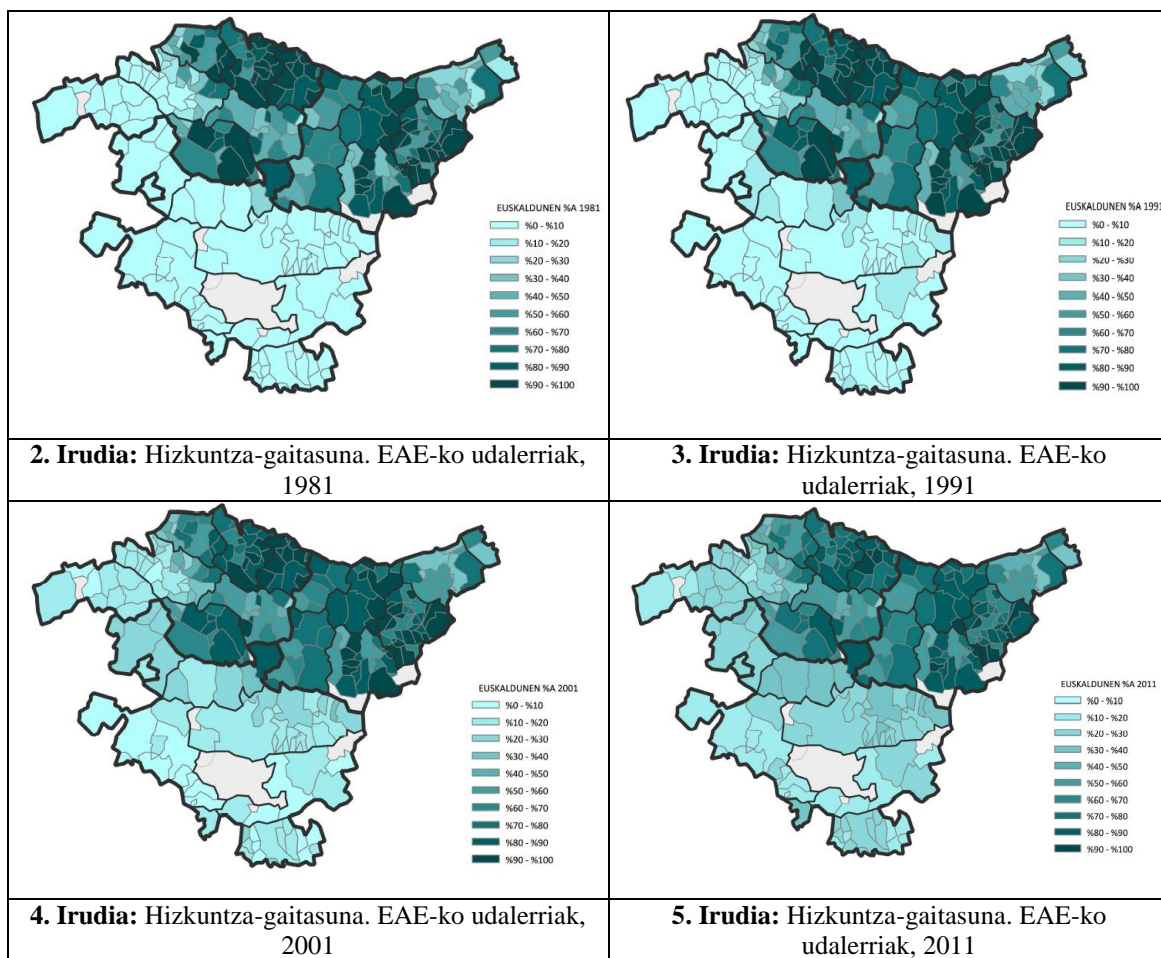 EUSKALDUNEN %A 1981
%0 - %10
%10 - %20
%20 - %30
%30 - %40
%40 - %50
%50 - %60
%60 - %70
%70 - %80
%80 - %90
%90 - %100
EUSKALDUNEN %A 1991
%0 - %10
%10 - %20
%20 - %30
%30 - %40
%40 - %50
%50 - %60
%60 - %70
%70 - %80
%80 - %90
%90 - %100
2. Irudia: Hizkuntza-gaitasuna. EAE-ko udalerriak,
1981
3. Irudia: Hizkuntza-gaitasuna. EAE-ko
udalerriak, 1991
EUSKALDUNEN %A 2001
%0 - %10
%10 - %20
%20 - %30
%30 - %40
%40 - %50
%50 - %60
%60 - %70
%70 - %80
%80 - %90
%90 - %100
EUSKALDUNEN %A 2011
%0 - %10
%10 - %20
%20 - %30
%30 - %40
%40 - %50
%50 - %60
%60 - %70
%70 - %80
%80 - %90
%90 - %100
4. Irudia: Hizkuntza-gaitasuna. EAE-ko udalerriak,
2001
5. Irudia: Hizkuntza-gaitasuna. EAE-ko
udalerriak, 2011